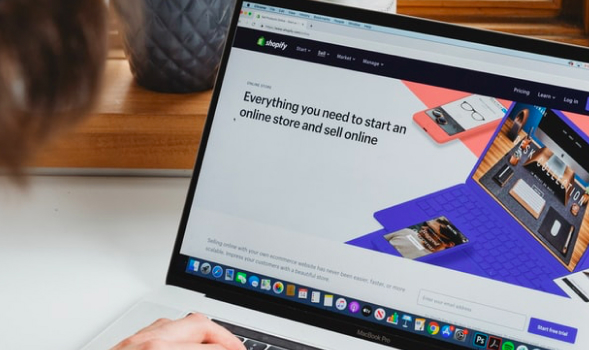 shopify
Start Sell Market Manage
Pricing Learn Log in
ONLINE STORE
Everything you need to start an
online store and sell online
Selling online with your own ecommerce website has never been easier, faster, or more
scalable. Impress your customers with a beautiful store.
Enter your email address
Start free trial
MacBook Pro